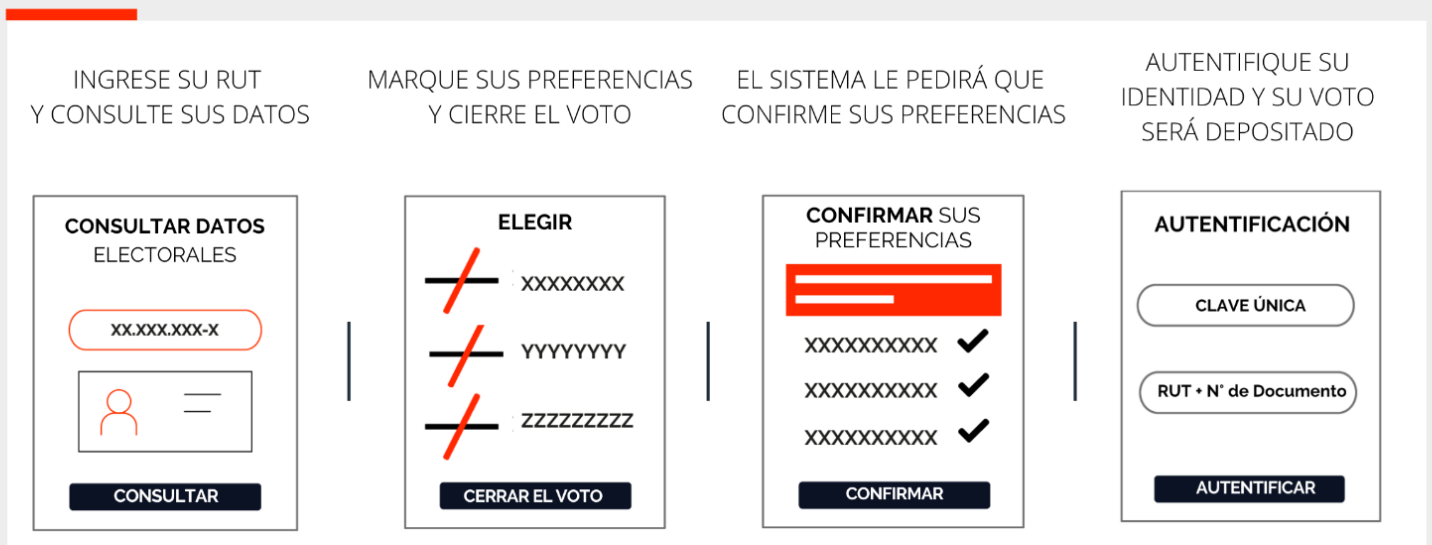 INGRESE SU RUT
Y CONSULTE SUS DATOS
CONSULTAR DATOS
ELECTORALES
XX.XXX.XXX-X
CONSULTAR
MARQUE SUS PREFERENCIAS
Y CIERRE EL VOTO
ELEGIR
XXXXXXXX
YYYYYYYY
ZZZZZZZZZ
CERRAR EL VOTO
EL SISTEMA LE PEDIRÁ QUE
CONFIRME SUS PREFERENCIAS
CONFIRMAR SUS
PREFERENCIAS
XXXXXXXXXX
XXXXXXXXXX
XXXXXXXXXX
CONFIRMAR
AUTENTIFIQUE SU
IDENTIDAD Y SU VOTO
SERÁ DEPOSITADO
AUTENTIFICACIÓN
CLAVE ÚNICA
RUT + N° de Documento
AUTENTIFICAR